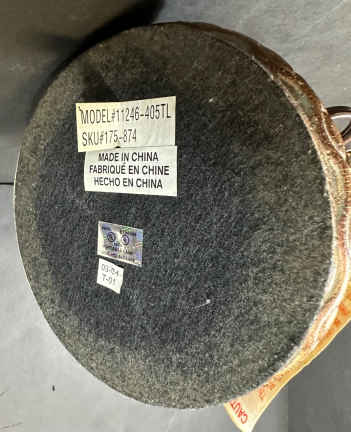 MODEL#11246-405TL
SKU#175-874
MADE IN CHINA
FABRIQUÉ EN CHINE
HECHO EN CHINA
03-04
7-01
CAUT